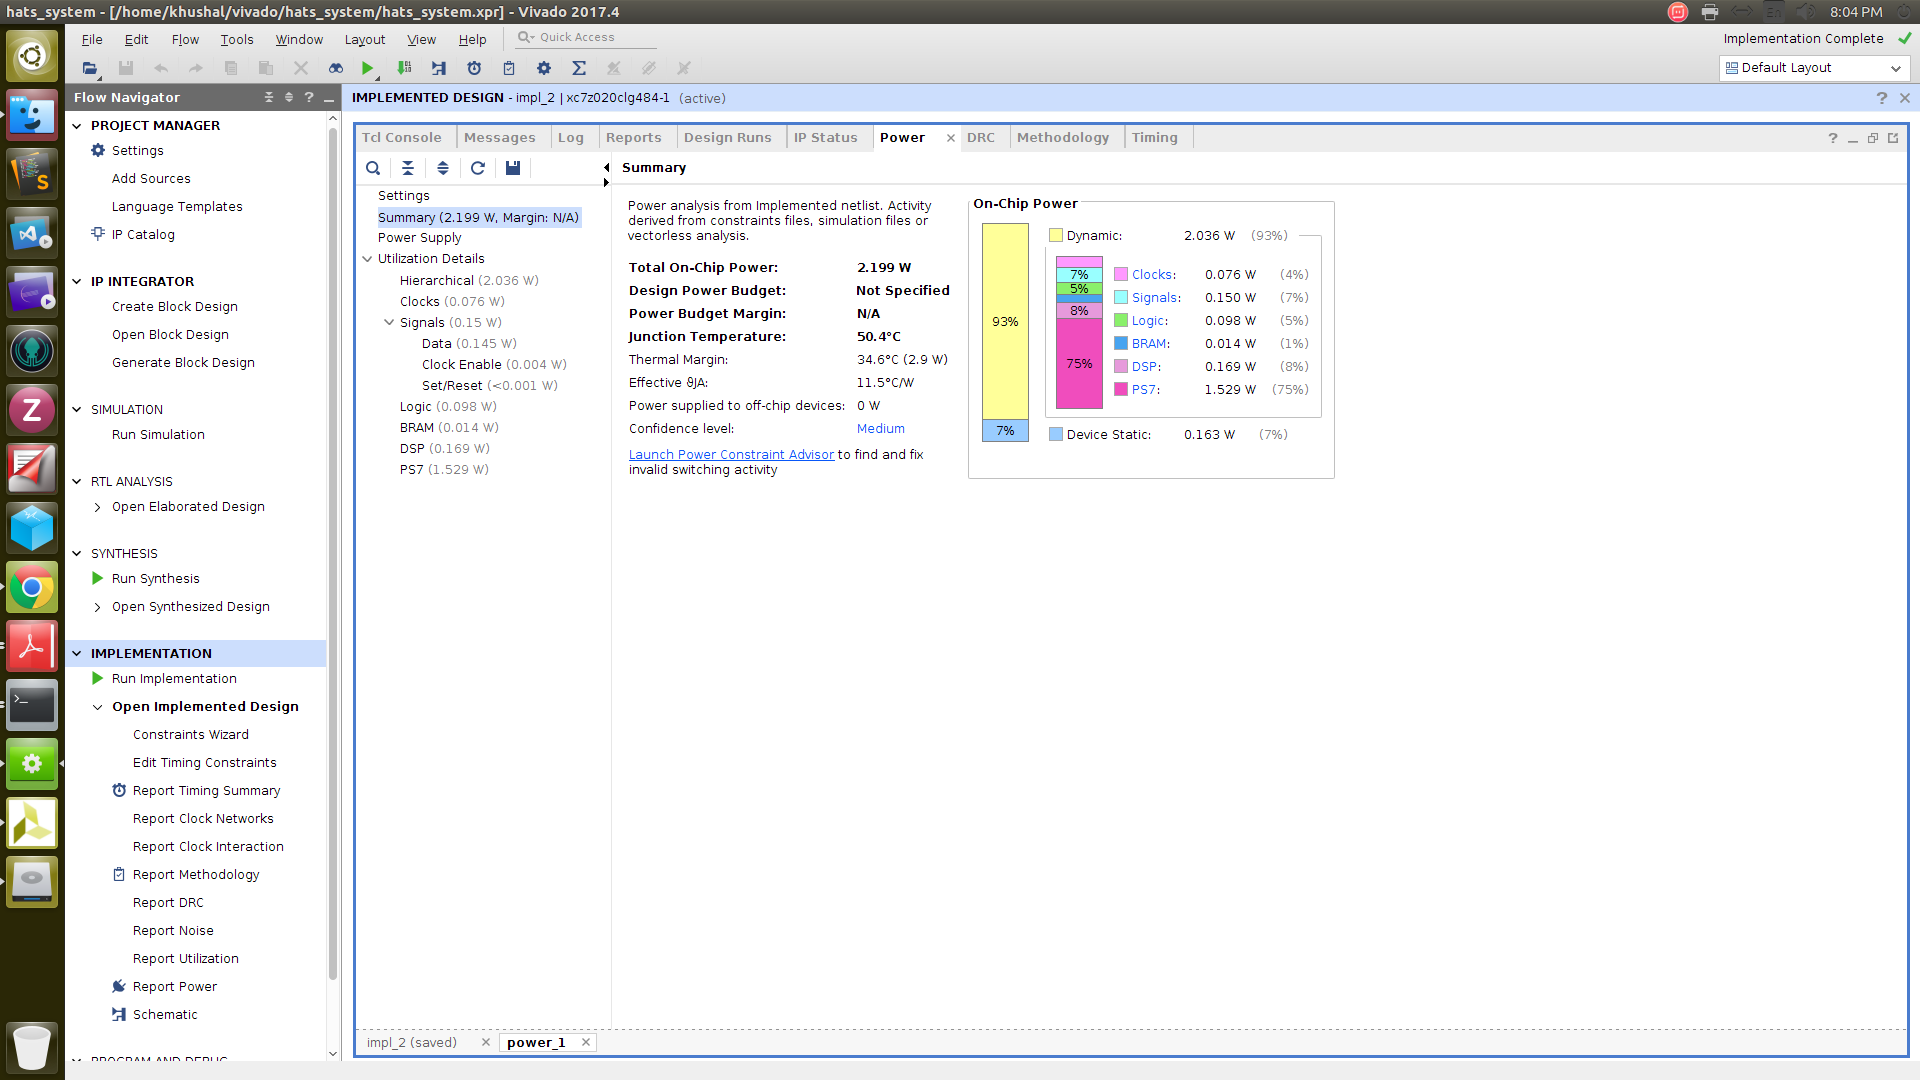 hats_system - [/home/khushal/vivado/hats_system/hats_system.xpr] - Vivado 2017.4
En
8:04 PM
File Edit Flow Tools Window Layout View Help
Quick Access
Implementation Complete
Default Layout
Flow Navigator
PROJECT MANAGER
Settings
Add Sources
Language Templates
IP Catalog
IP INTEGRATOR
Create Block Design
Open Block Design
Generate Block Design
SIMULATION
Run Simulation
RTL ANALYSIS
Open Elaborated Design
SYNTHESIS
Run Synthesis
Open Synthesized Design
IMPLEMENTATION
Run Implementation
Open Implemented Design
Constraints Wizard
Edit Timing Constraints
Report Timing Summary
Report Clock Networks
Report Clock Interaction
Report Methodology
Report DRC
Report Noise
Report Utilization
Report Power
Schematic
PROGRAM AND DEBUG
IMPLEMENTED DESIGN - impl_2 | xc7z020clg484-1 (active)
Tcl Console Messages Log Reports Design Runs IP Status Power DRC Methodology Timing
Settings
Summary (2.199 W, Margin: N/A)
Power Supply
Utilization Details
Hierarchical (2.036 W)
Clocks (0.076 W)
Signals (0.15 W)
Data (0.145 W)
Clock Enable (0.004 W)
Set/Reset (<0.001 W)
Logic (0.098 W)
BRAM (0.014 W)
DSP (0.169 W)
PS7 (1.529 W)
Summary
Power analysis from Implemented netlist. Activity
derived from constraints files, simulation files or
vectorless analysis.
Total On-Chip Power: 2.199 W
Design Power Budget: Not Specified
Power Budget Margin: N/A
Junction Temperature: 50.4°C
Thermal Margin: 34.6°C (2.9 W)
Effective ϑJA: 11.5°C/W
Power supplied to off-chip devices: 0 W
Confidence level: Medium
Launch Power Constraint Advisor to find and fix
invalid switching activity
On-Chip Power
93%
7%
Dynamic: 2.036 W (93%)
7%
5%
8%
75%
Clocks: 0.076 W (4%)
Signals: 0.150 W (7%)
Logic: 0.098 W (5%)
BRAM: 0.014 W (1%)
DSP: 0.169 W (8%)
PS7: 1.529 W (75%)
Device Static: 0.163 W (7%)
impl_2 (saved) power_1